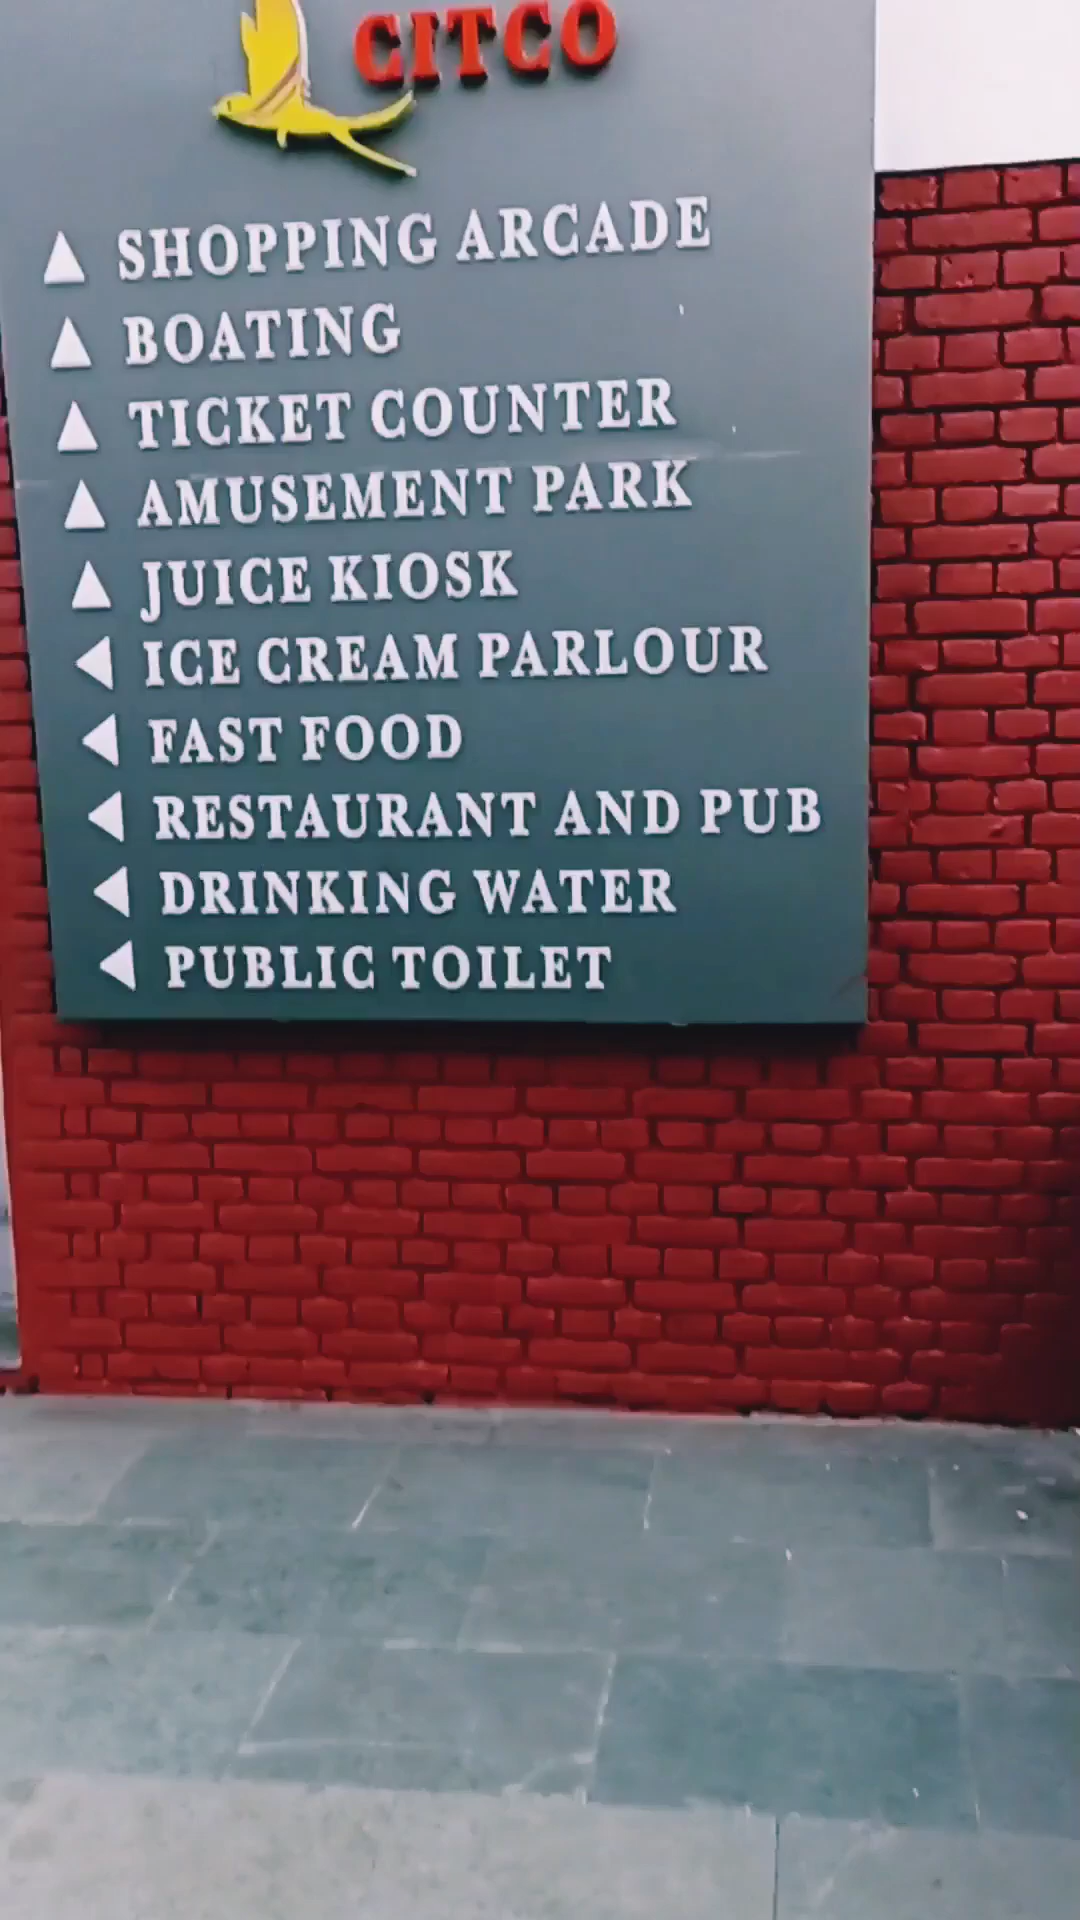 CITCO
SHOPPING ARCADE
BOATING
TICKET COUNTER
AMUSEMENT PARK
JUICE KIOSK
ICE CREAM PARLOUR
FAST FOOD
RESTAURANT AND PUB
DRINKING WATER
PUBLIC TOILET